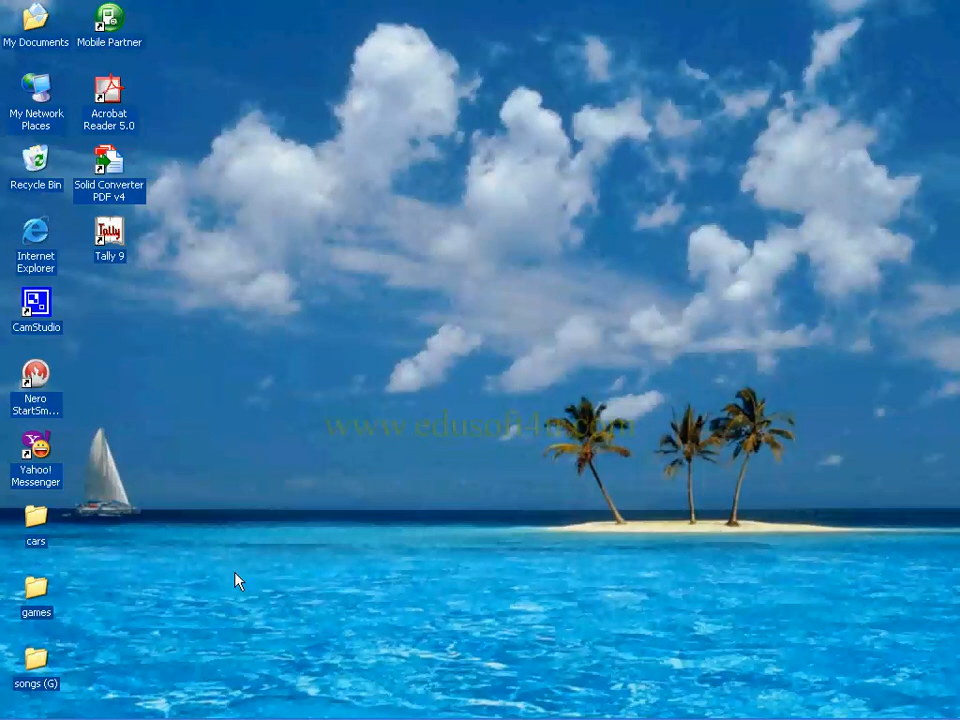 My Documents
Mobile Partner
My Network
Places
Acrobat
Reader 5.0
Recycle Bin
Solid Converter
PDF v4
Internet
Explorer
Tally
Tally 9
CamStudio
Nero
StartSm...
Yahoo!
Messenger
cars
games
songs (G)